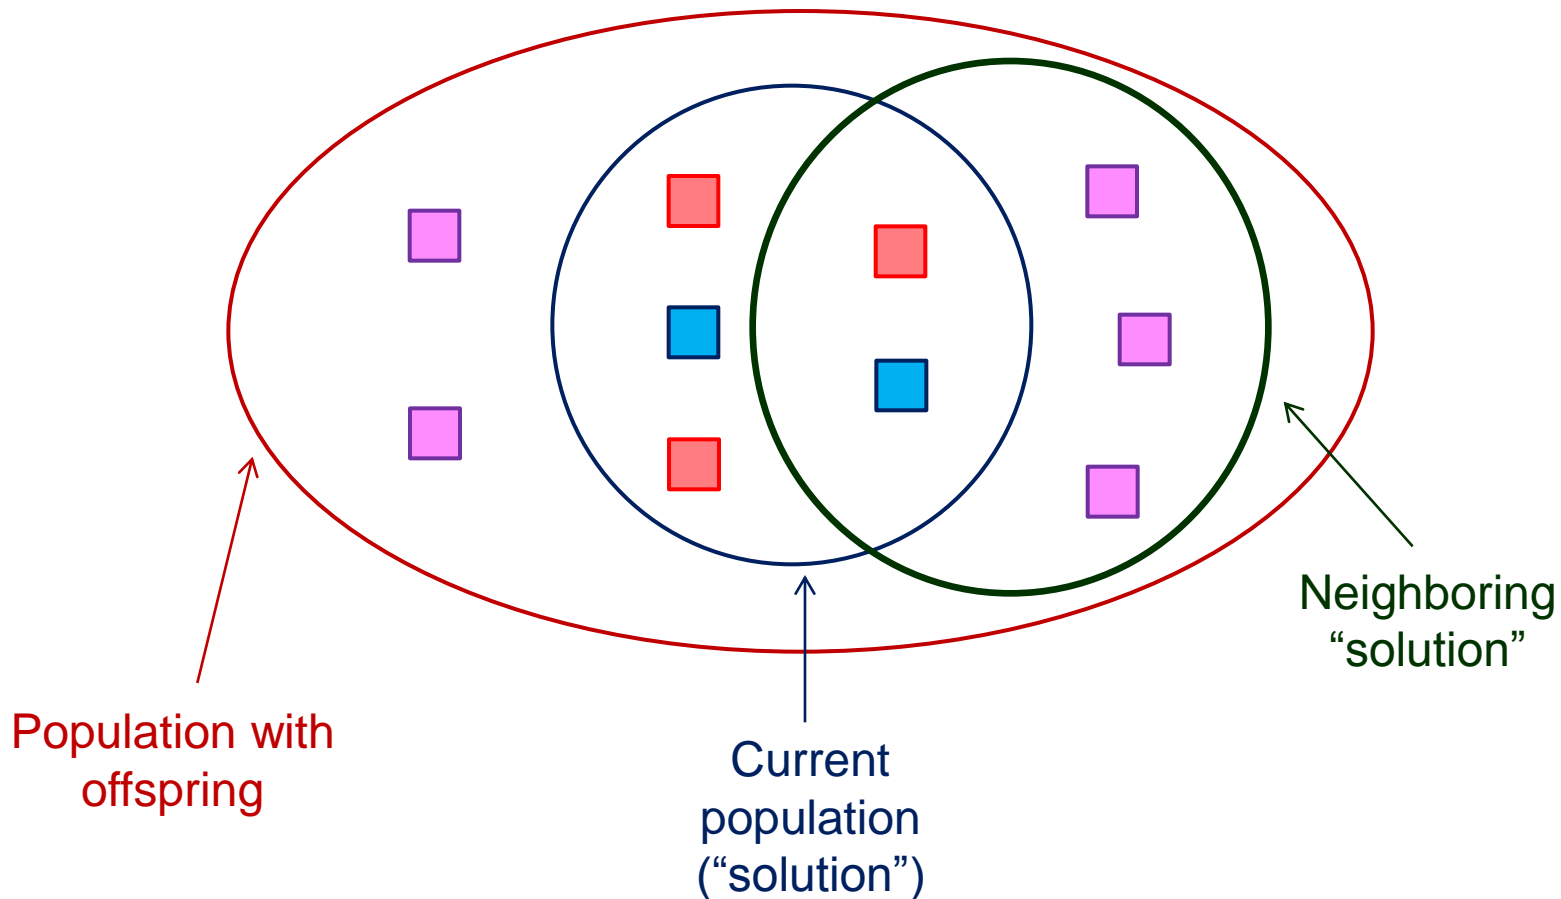 Neighboring
“solution”
Population with
offspring
Current
population
(“solution”)